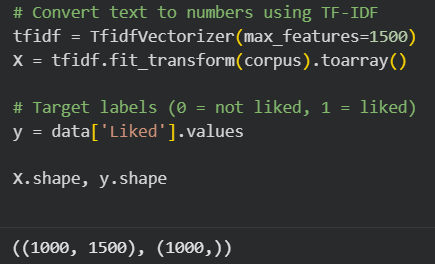 # Convert text to numbers using TF-IDF
tfidf = TfidfVectorizer(max_features=1500)
X = tfidf.fit_transform(corpus).toarray()
# Target labels (0 = not liked, 1 = liked)
y = data['Liked'].values
X.shape, y.shape
((1000, 1500), (1000,))